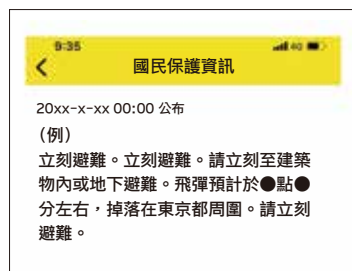 9:35
4G
國民保護資訊
20xx-x-xx 00:00 公布
（例）
立刻避難。立刻避難。請立刻至建築
物內或地下避難。飛彈預計於●點●
分左右，掉落在東京都周圍。請立刻
避難。